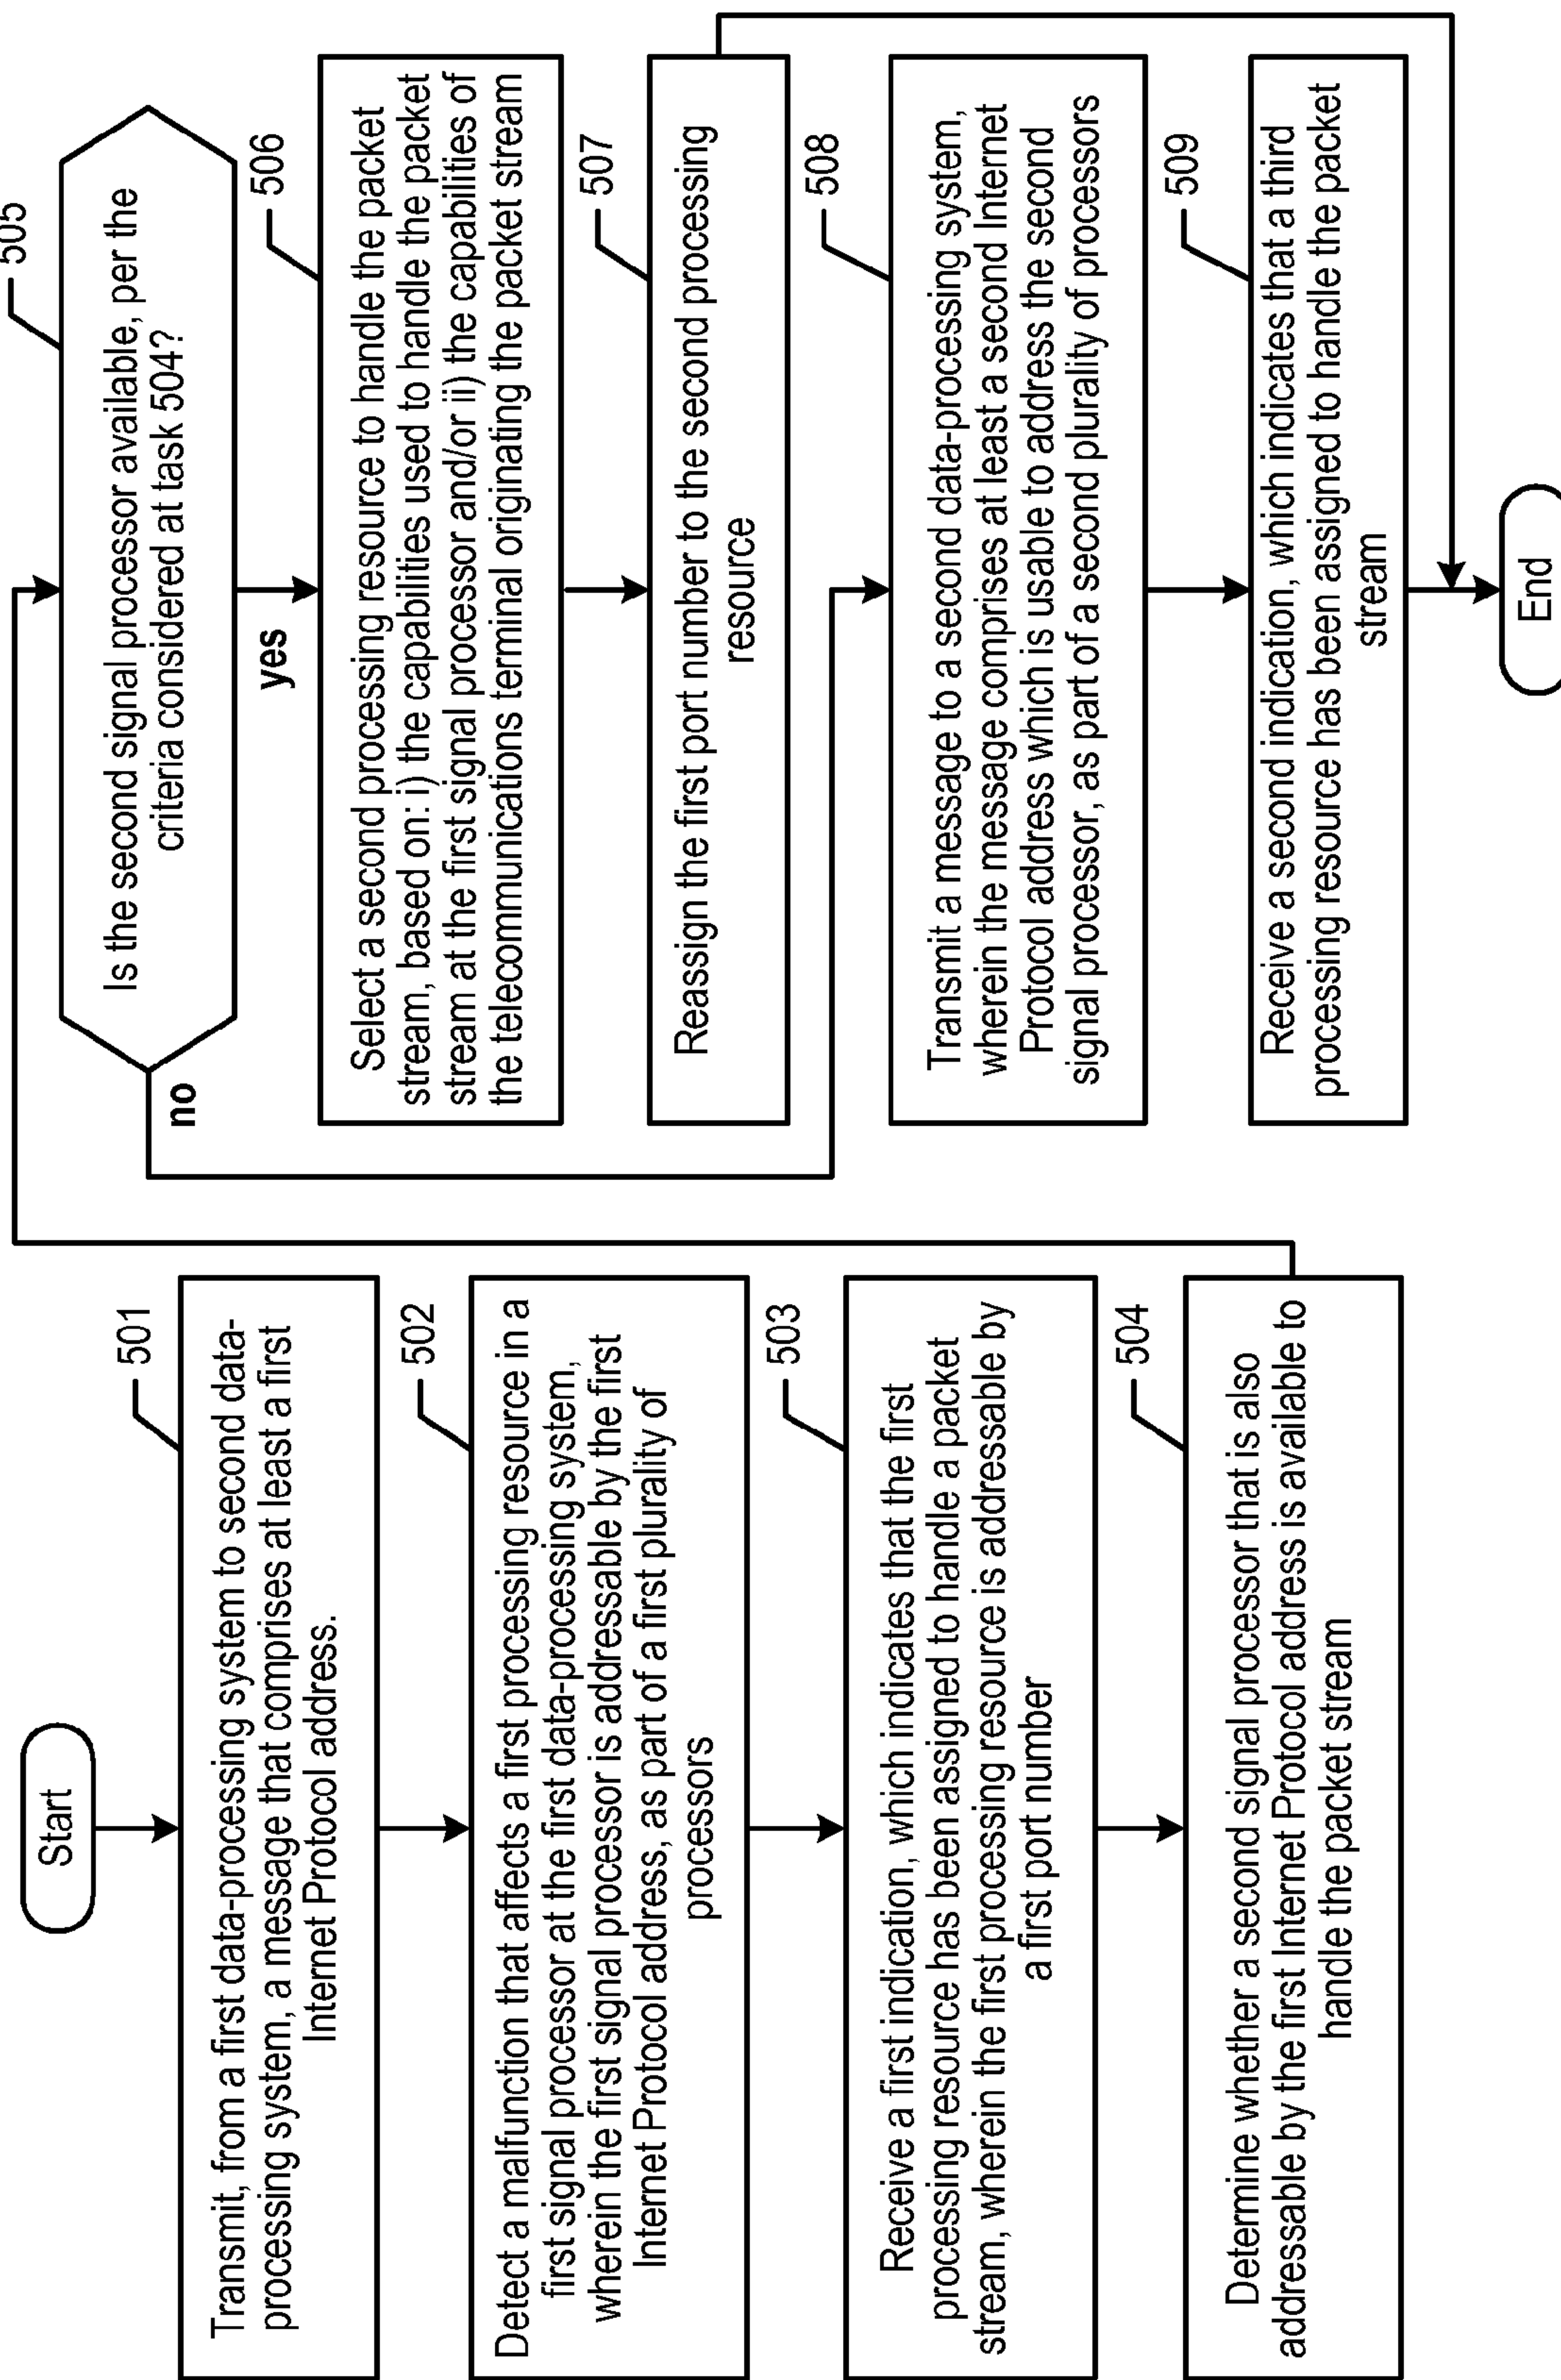 Start
501
Transmit, from a first data-processing system to second data-
processing system, a message that comprises at least a first
Internet Protocol address.
502
Detect a malfunction that affects a first processing resource in a
first signal processor at the first data-processing system,
wherein the first signal processor is addressable by the first
Internet Protocol address, as part of a first plurality of
processors
503
Receive a first indication, which indicates that the first
processing resource has been assigned to handle a packet
stream, wherein the first processing resource is addressable by
a first port number
504
Determine whether a second signal processor that is also
addressable by the first Internet Protocol address is available to
handle the packet stream
505
Is the second signal processor available, per the
criteria considered at task 504?
no
yes
506
Select a second processing resource to handle the packet
stream, based on: i) the capabilities used to handle the packet
stream at the first signal processor and/or ii) the capabilities of
the telecommunications terminal originating the packet stream
507
Reassign the first port number to the second processing
resource
508
Transmit a message to a second data-processing system,
wherein the message comprises at least a second Internet
Protocol address which is usable to address the second
signal processor, as part of a second plurality of processors
509
Receive a second indication, which indicates that a third
processing resource has been assigned to handle the packet
stream
End